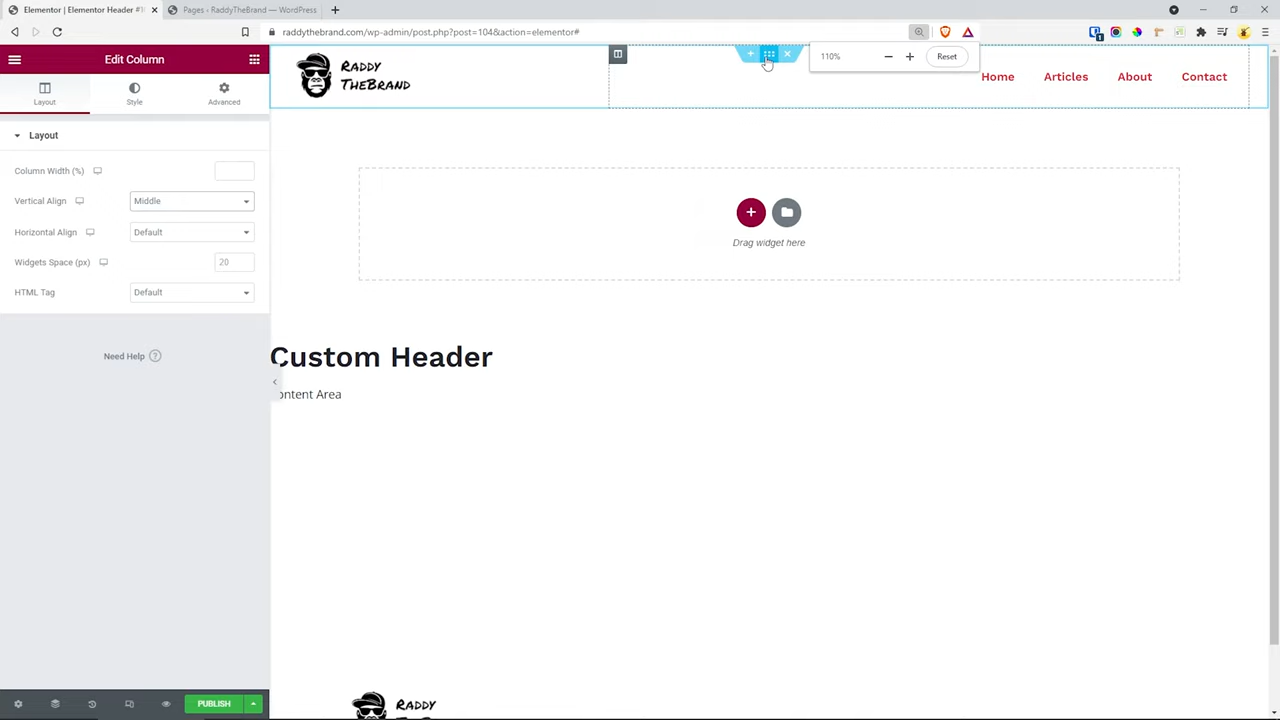 Elementor | Elementor Header #1
Pages ‹ RaddyTheBrand — WordPress
raddythebrand.com/wp-admin/post.php?post=104&action=elementor#
Edit Column
Layout
Style
Advanced
Layout
Column Width (%)
Vertical Align
Middle
Horizontal Align
Default
Widgets Space (px)
20
HTML Tag
Default
Need Help
PUBLISH
RADDY
THEBRAND
110%
Reset
Home
Articles
About
Contact
Drag widget here
Custom Header
ontent Area
RADDY